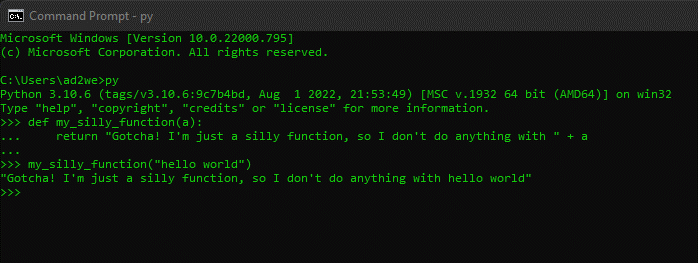 Command Prompt - py
Microsoft Windows [Version 10.0.22000.795]
(c) Microsoft Corporation. All rights reserved.
C:\Users\ad2we>py
Python 3.10.6 (tags/v3.10.6:9c7b4bd, Aug  1 2022, 21:53:49) [MSC v.1932 64 bit (AMD64)] on win32
Type "help", "copyright", "credits" or "license" for more information.
>>> def my_silly_function(a):
...     return "Gotcha! I'm just a silly function, so I don't do anything with " + a
...
>>> my_silly_function("hello world")
"Gotcha! I'm just a silly function, so I don't do anything with hello world"
>>>